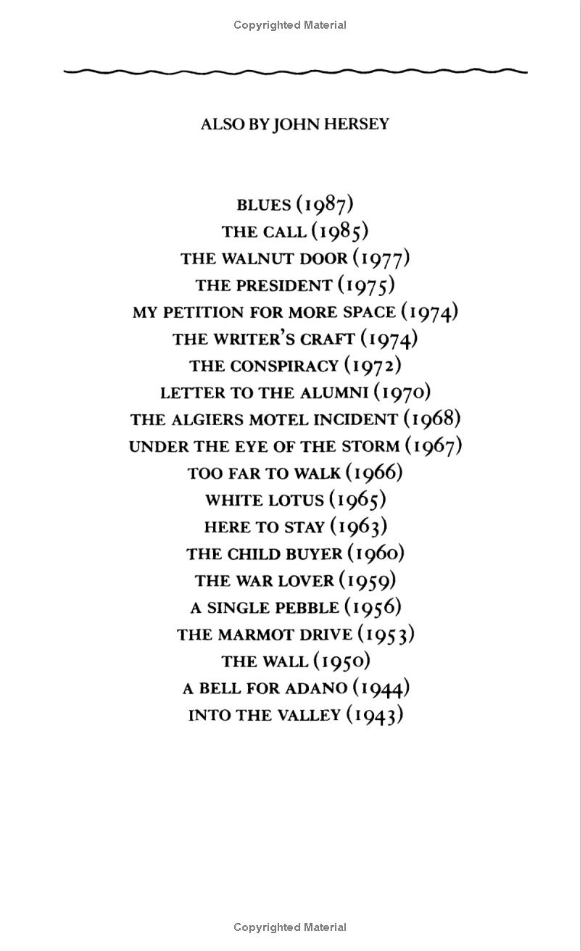 Copyrighted Material
ALSO BY JOHN HERSEY
BLUES (1987)
THE CALL (1985)
THE WALNUT DOOR (1977)
THE PRESIDENT (1975)
MY PETITION FOR MORE SPACE (1974)
THE WRITER'S CRAFT (1974)
THE CONSPIRACY (1972)
LETTER TO THE ALUMNI (1970)
THE ALGIERS MOTEL INCIDENT (1968)
UNDER THE EYE OF THE STORM (1967)
TOO FAR TO WALK (1966)
WHITE LOTUS (1965)
HERE TO STAY (1963)
THE CHILD BUYER (1960)
THE WAR LOVER (1959)
A SINGLE PEBBLE (1956)
THE MARMOT DRIVE (1953)
THE WALL (1950)
A BELL FOR ADANO (1944)
INTO THE VALLEY (1943)
Copyrighted Material